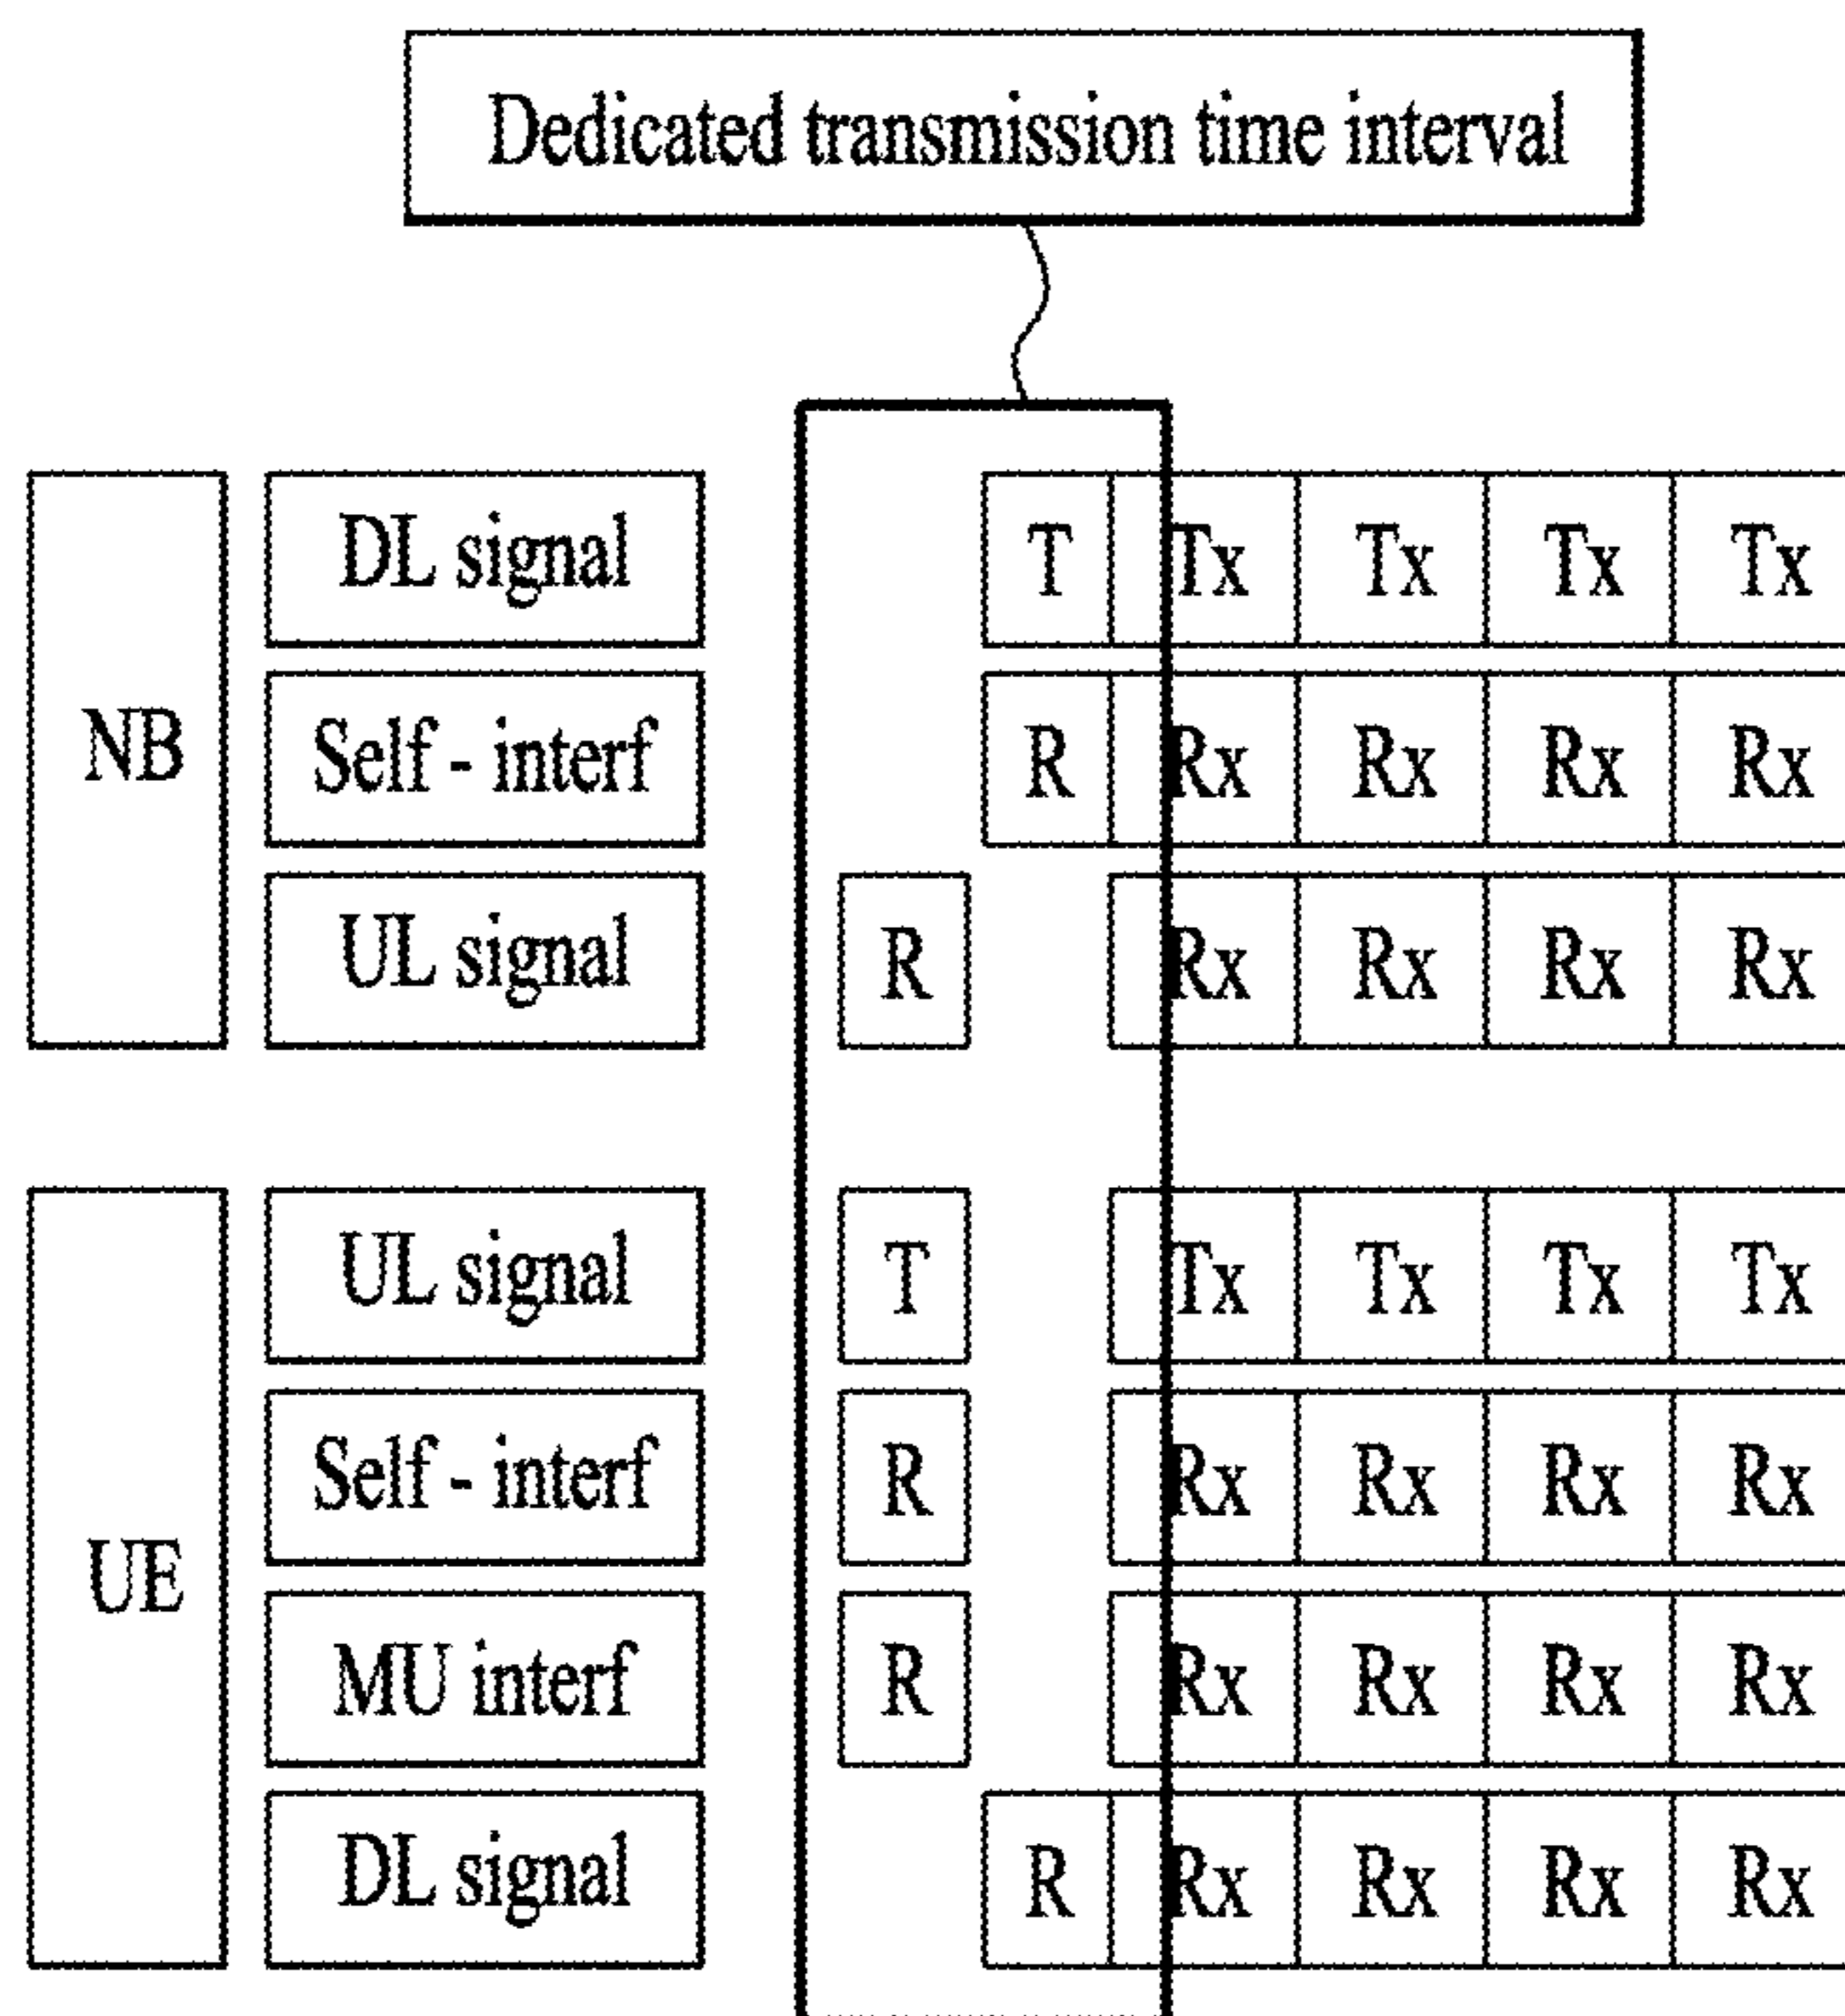 Dedicated transmission time interval
NB
DL signal T Tx Tx Tx Tx
Self - interf R Rx Rx Rx Rx
UL signal R Rx Rx Rx Rx
UE
UL signal T Tx Tx Tx Tx
Self - interf R Rx Rx Rx Rx
MU interf R Rx Rx Rx Rx
DL signal R Rx Rx Rx Rx